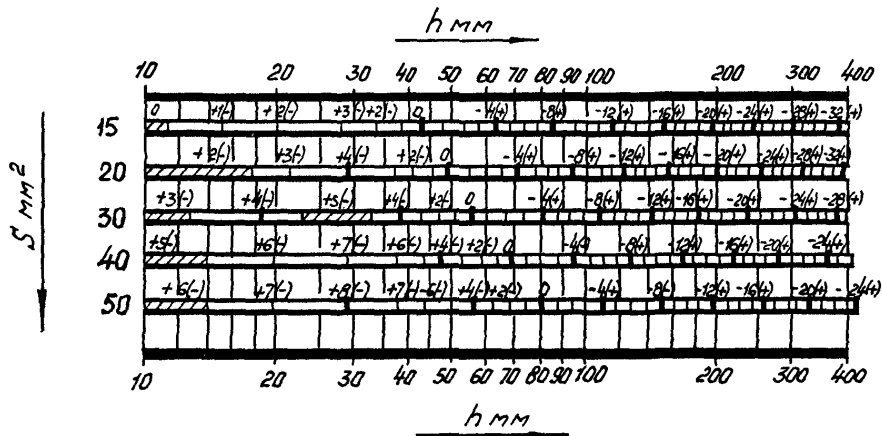 h мм
10 20 30 40 50 60 70 80 90 100 200 300 400
0 +1(-) +2(-) +3(-) +2(-) 0 -4(+) -8(+) -12(+) -16(+) -20(+) -24(+) -28(+) -32(+)
15
+2(-) +3(-) +4(-) +2(-) 0 -4(+) -8(+) -12(+) -16(+) -20(+) -24(+) -28(+) -32(+)
20
+3(-) +4(-) +5(-) +4(-) +2(-) 0 -4(+) -8(+) -12(+) -16(+) -20(+) -24(+) -28(+)
30
+5(-) +6(-) +7(-) +6(-) +4(-) +2(-) 0 -4(-) -8(+) -12(+) -16(+) -20(+) -24(+)
40
+6(-) +7(-) +8(-) +7(-) -6(-) +4(-) +2(-) 0 -4(+) -8(-) -12(+) -16(+) -20(+) -24(+)
50
S мм²
10 20 30 40 50 60 70 80 90 100 200 300 400
h мм